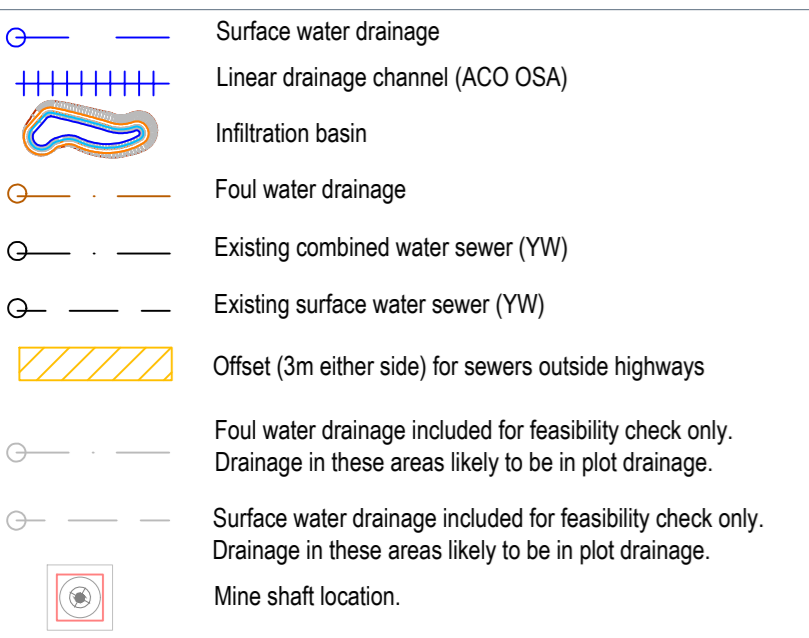 Surface water drainage
Linear drainage channel (ACO OSA)
Infiltration basin
Foul water drainage
Existing combined water sewer (YW)
Existing surface water sewer (YW)
Offset (3m either side) for sewers outside highways
Foul water drainage included for feasibility check only.
Drainage in these areas likely to be in plot drainage.
Surface water drainage included for feasibility check only.
Drainage in these areas likely to be in plot drainage.
Mine shaft location.